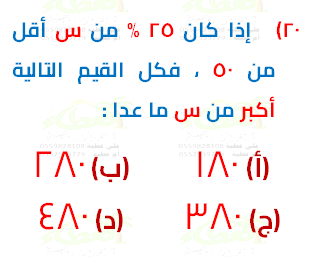 ٢٠) إذا كان ٢٥ % من س أقل
من ٥٠ ، فكل القيم التالية
أكبر من س ما عدا :
(أ) ١٨٠ (ب) ٢٨٠
(ج) ٣٨٠ (د) ٤٨٠